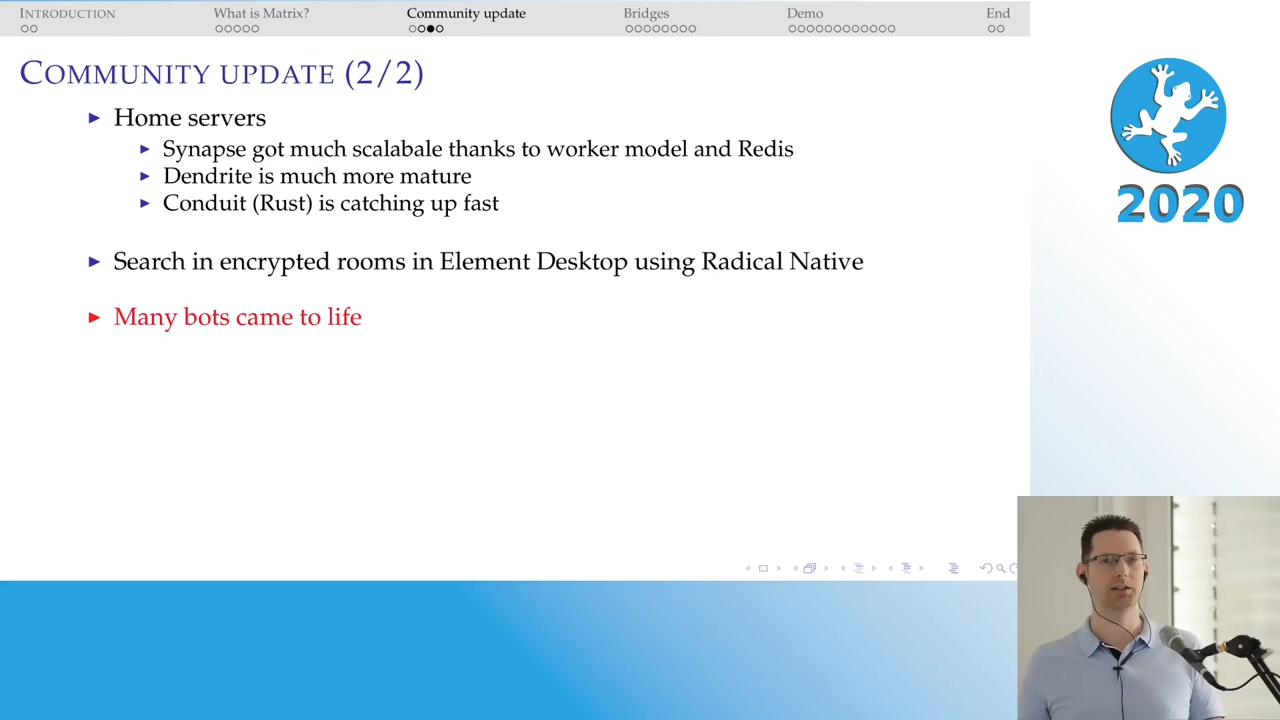 INTRODUCTION What is Matrix? Community update Bridges Demo End
COMMUNITY UPDATE (2/2)
Home servers
Synapse got much scalabale thanks to worker model and Redis
Dendrite is much more mature
Conduit (Rust) is catching up fast
Search in encrypted rooms in Element Desktop using Radical Native
Many bots came to life
2020